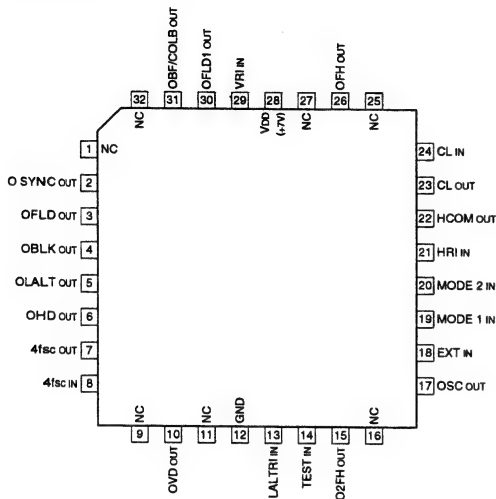 OBF/COLB OUT
OFLD1 OUT
VRI IN
OFH OUT
32 31 30 29 28 27 26 25
NC
VDD (+7V)
NC
NC
1 NC
O SYNC OUT 2
OFLD OUT 3
OBLK OUT 4
OLALT OUT 5
OHD OUT 6
4fsc OUT 7
4fsc IN 8
24 CL IN
23 CL OUT
22 HCOM OUT
21 HRI IN
20 MODE 2 IN
19 MODE 1 IN
18 EXT IN
17 OSC OUT
NC
NC
GND
NC
9 10 11 12 13 14 15 16
OVD OUT
LALTRI IN
TEST IN
O2FH OUT